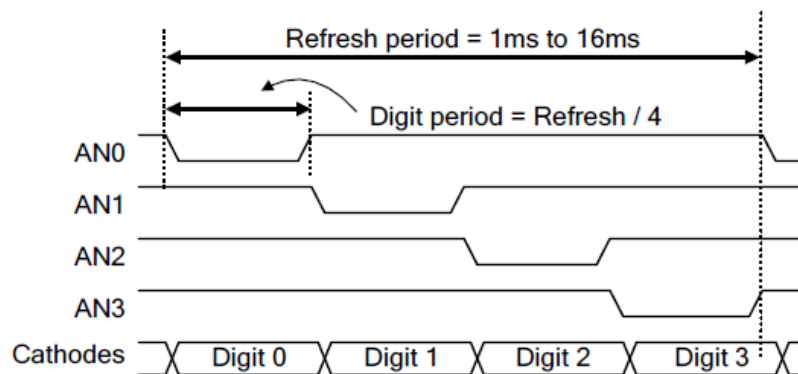 Refresh period = 1ms to 16ms
Digit period = Refresh / 4
AN0
AN1
AN2
AN3
Cathodes Digit 0 Digit 1 Digit 2 Digit 3